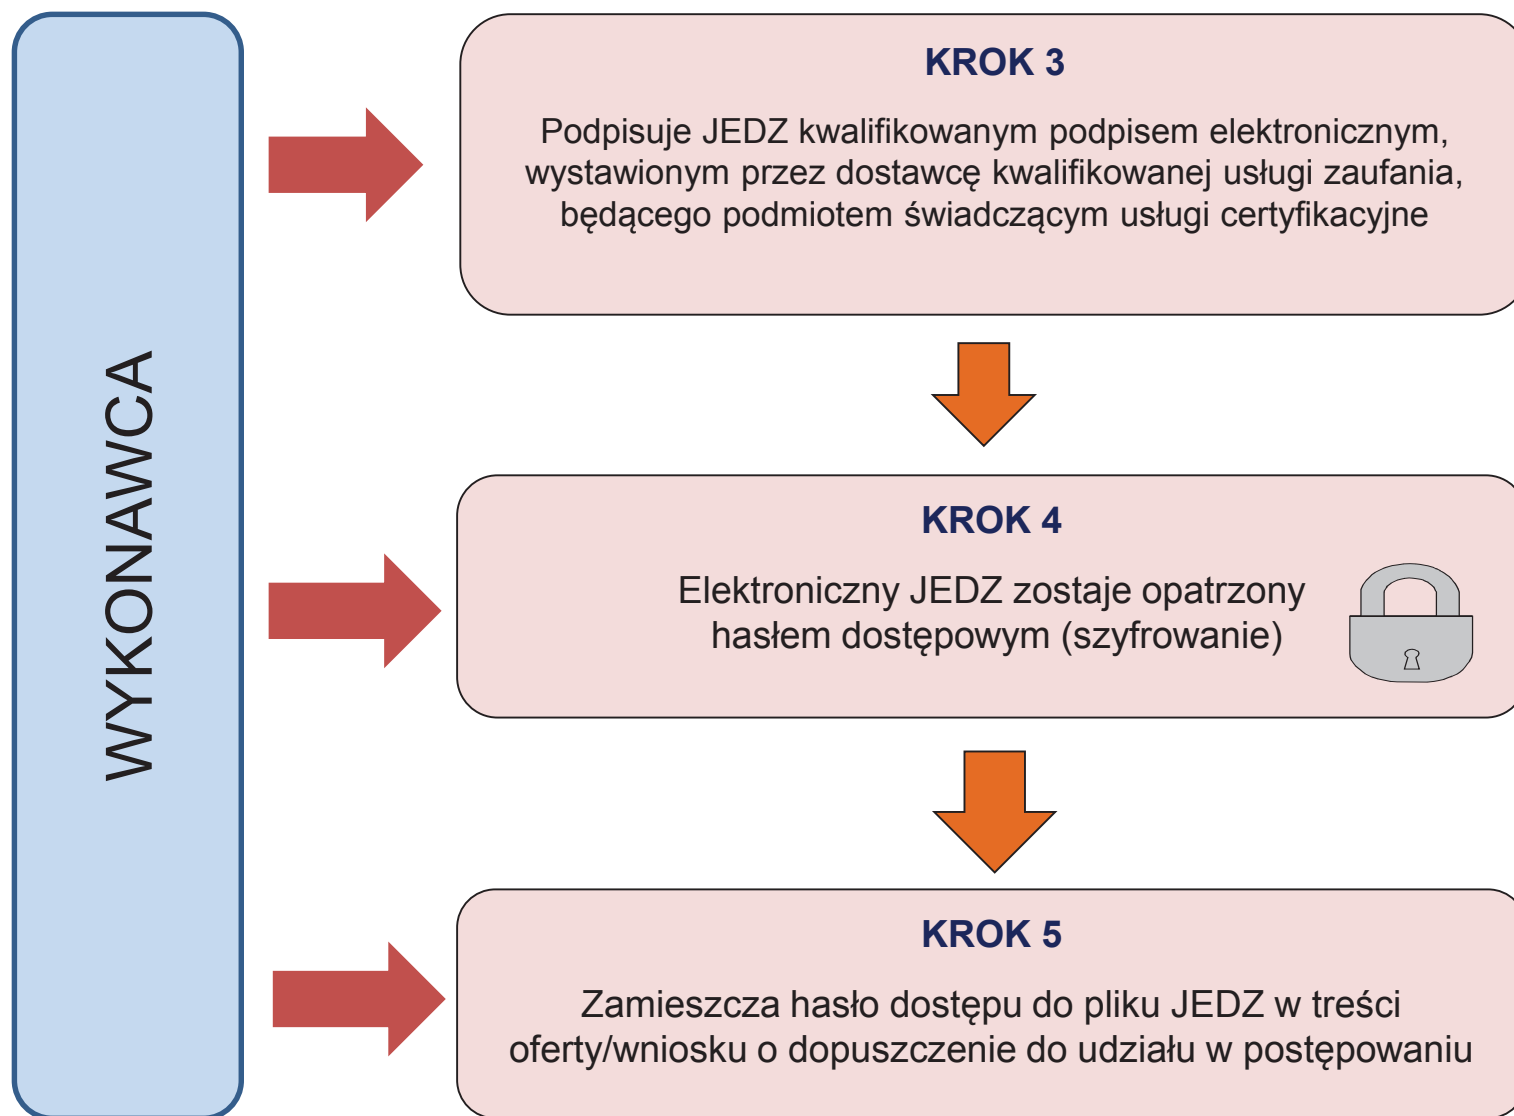 WYKONAWCA
KROK 3
Podpisuje JEDZ kwalifikowanym podpisem elektronicznym,
wystawionym przez dostawcę kwalifikowanej usługi zaufania,
będącego podmiotem świadczącym usługi certyfikacyjne
KROK 4
Elektroniczny JEDZ zostaje opatrzony
hasłem dostępowym (szyfrowanie)
KROK 5
Zamieszcza hasło dostępu do pliku JEDZ w treści
oferty/wniosku o dopuszczenie do udziału w postępowaniu